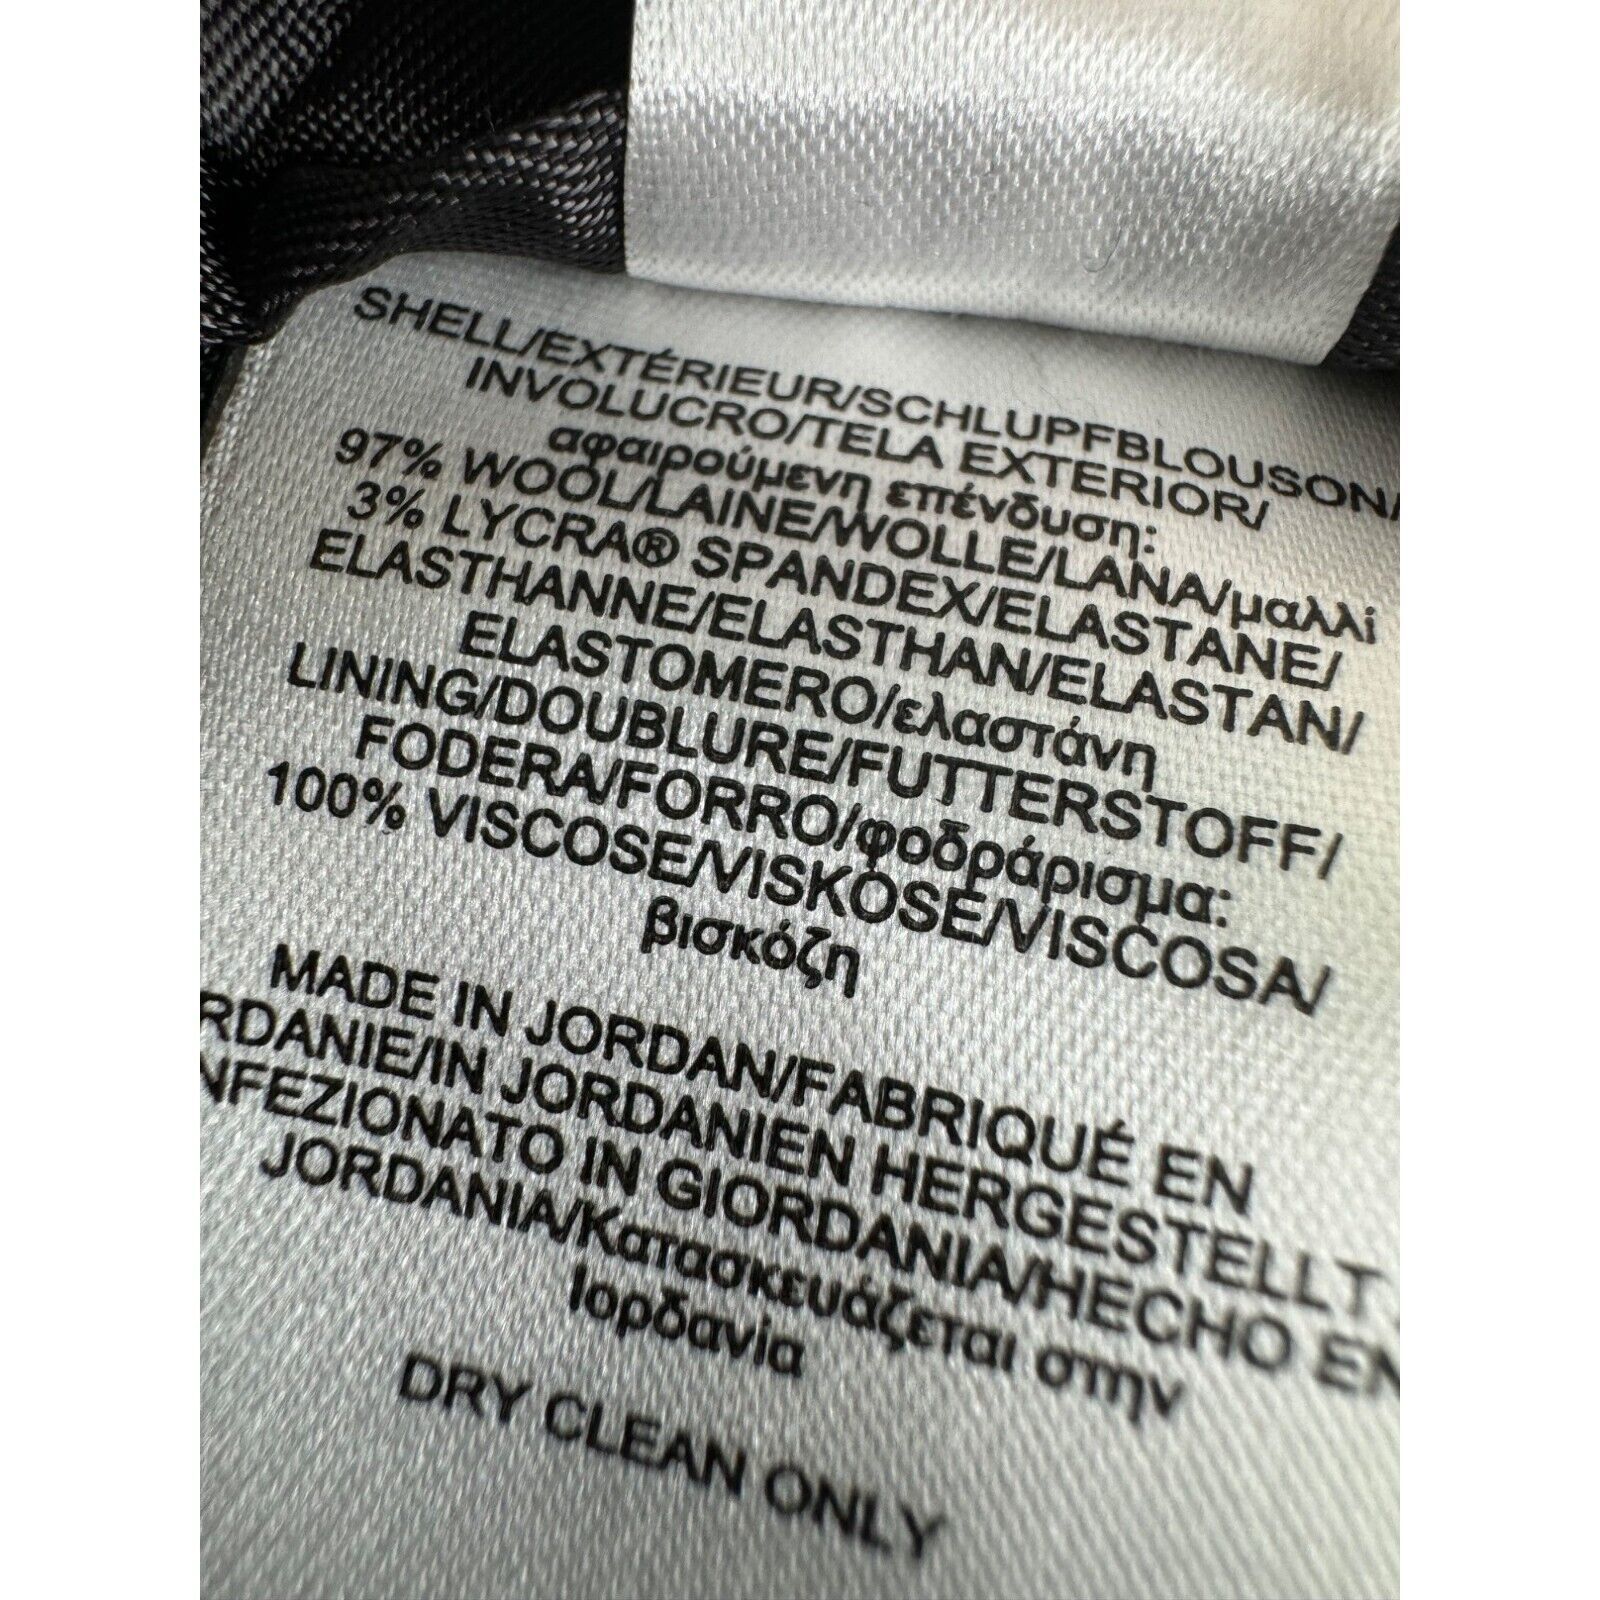 SHELL/EXTÉRIEUR/SCHLUPFBLOUSON/
INVOLUCRO/TELA EXTERIOR/
αφαιρούμενη επένδυση:
97% WOOL/LAINE/WOLLE/LANA/μαλλί
3% LYCRA® SPANDEX/ELASTANE/
ELASTHANNE/ELASTHAN/ELASTAN/
ELASTOMERO/ελαστάνη
LINING/DOUBLURE/FUTTERSTOFF/
FODERA/FORRO/φοδράρισμα:
100% VISCOSE/VISKOSE/VISCOSA/
βισκόζη
MADE IN JORDAN/FABRIQUÉ EN
RDANIE/IN JORDANIEN HERGESTELLT
NFEZIONATO IN GIORDANIA/HECHO EN
JORDANIA/Κατασκευάζεται στην
Ιορδανία
DRY CLEAN ONLY